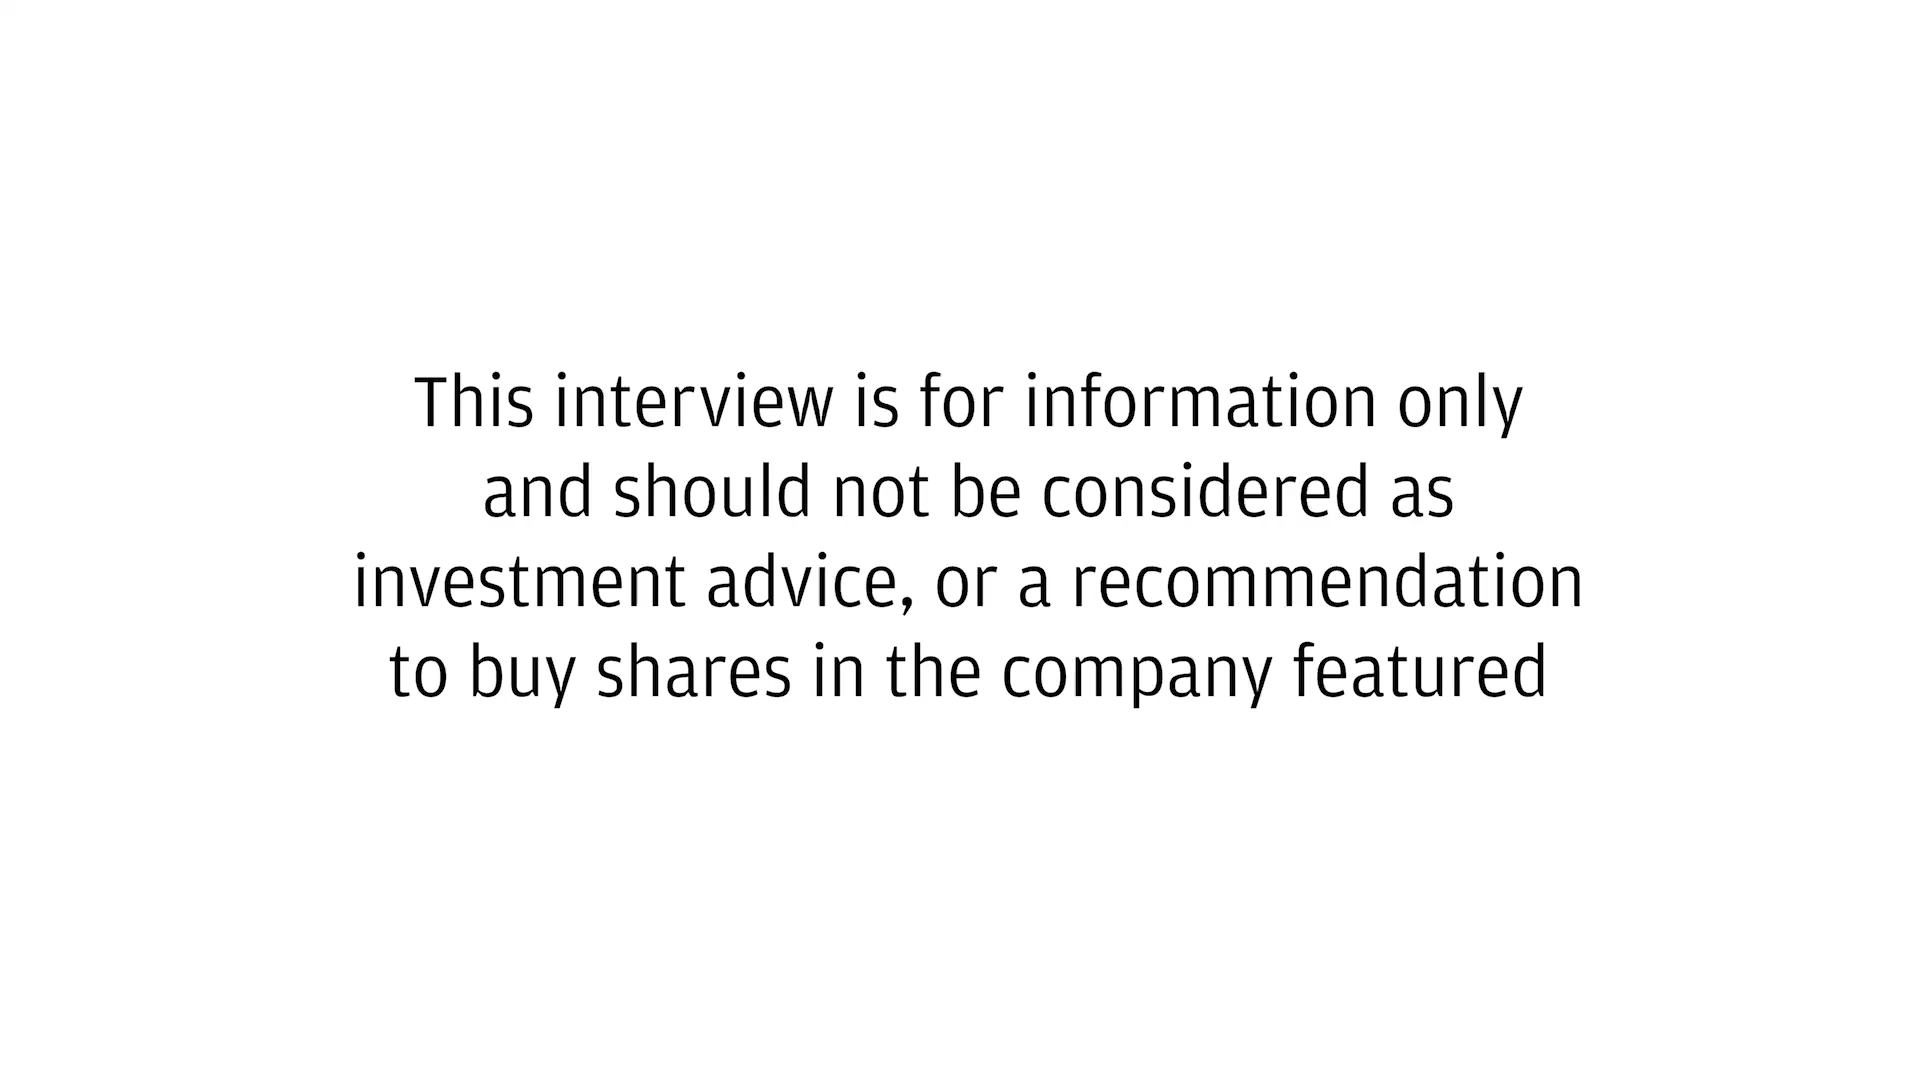 This interview is for information only
and should not be considered as
investment advice, or a recommendation
to buy shares in the company featured